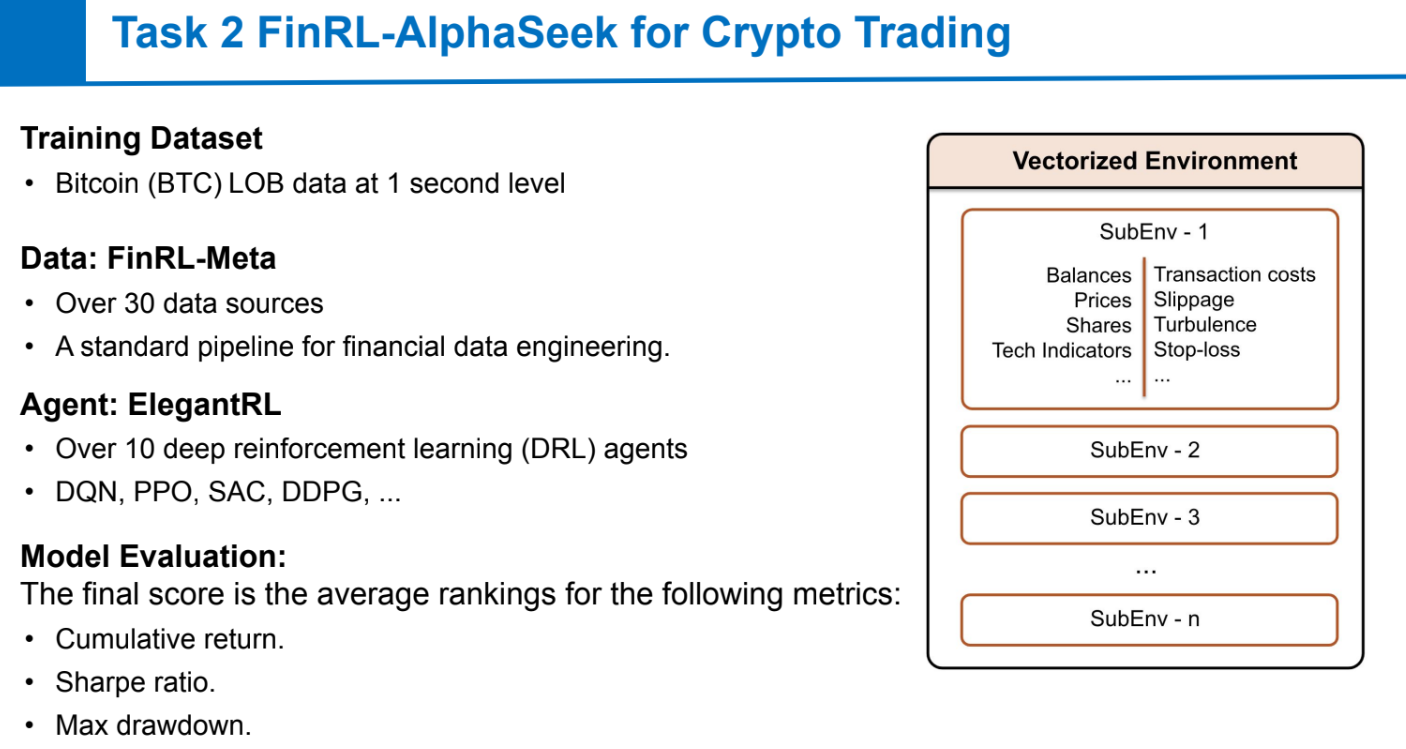 Task 2 FinRL-AlphaSeek for Crypto Trading
Training Dataset
• Bitcoin (BTC) LOB data at 1 second level
Data: FinRL-Meta
• Over 30 data sources
• A standard pipeline for financial data engineering.
Agent: ElegantRL
• Over 10 deep reinforcement learning (DRL) agents
• DQN, PPO, SAC, DDPG, ...
Model Evaluation:
The final score is the average rankings for the following metrics:
• Cumulative return.
• Sharpe ratio.
• Max drawdown.
Vectorized Environment
SubEnv - 1
Balances
Prices
Shares
Tech Indicators
...
Transaction costs
Slippage
Turbulence
Stop-loss
...
SubEnv - 2
SubEnv - 3
...
SubEnv - n